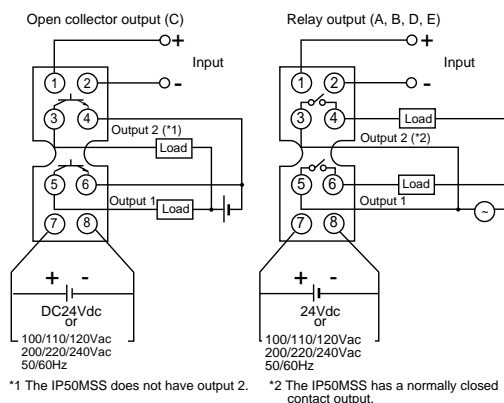 Open collector output (C)
+
Input
-
1 2
3 4
Output 2 (*1)
Load
5 6
Output 1
Load
7 8
+ -
DC24Vdc
or
100/110/120Vac
200/220/240Vac
50/60Hz
*1 The IP50MSS does not have output 2.
Relay output (A, B, D, E)
+
Input
-
1 2
3 4
Load
Output 2 (*2)
5 6
Load
Output 1
~
7 8
+ -
24Vdc
or
100/110/120Vac
200/220/240Vac
50/60Hz
*2 The IP50MSS has a normally closed
contact output.